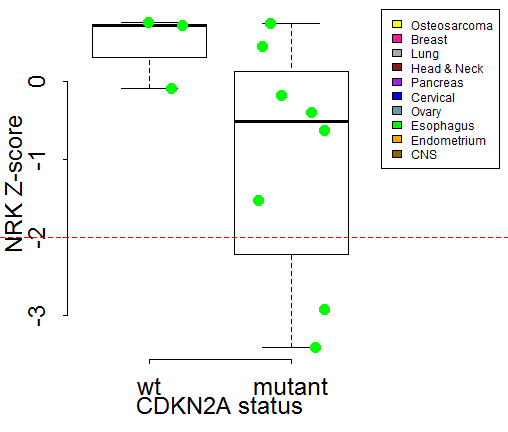 Osteosarcoma
Breast
Lung
Head & Neck
Pancreas
Cervical
Ovary
Esophagus
Endometrium
CNS
NRK Z-score
0
-1
-2
-3
wt mutant
CDKN2A status